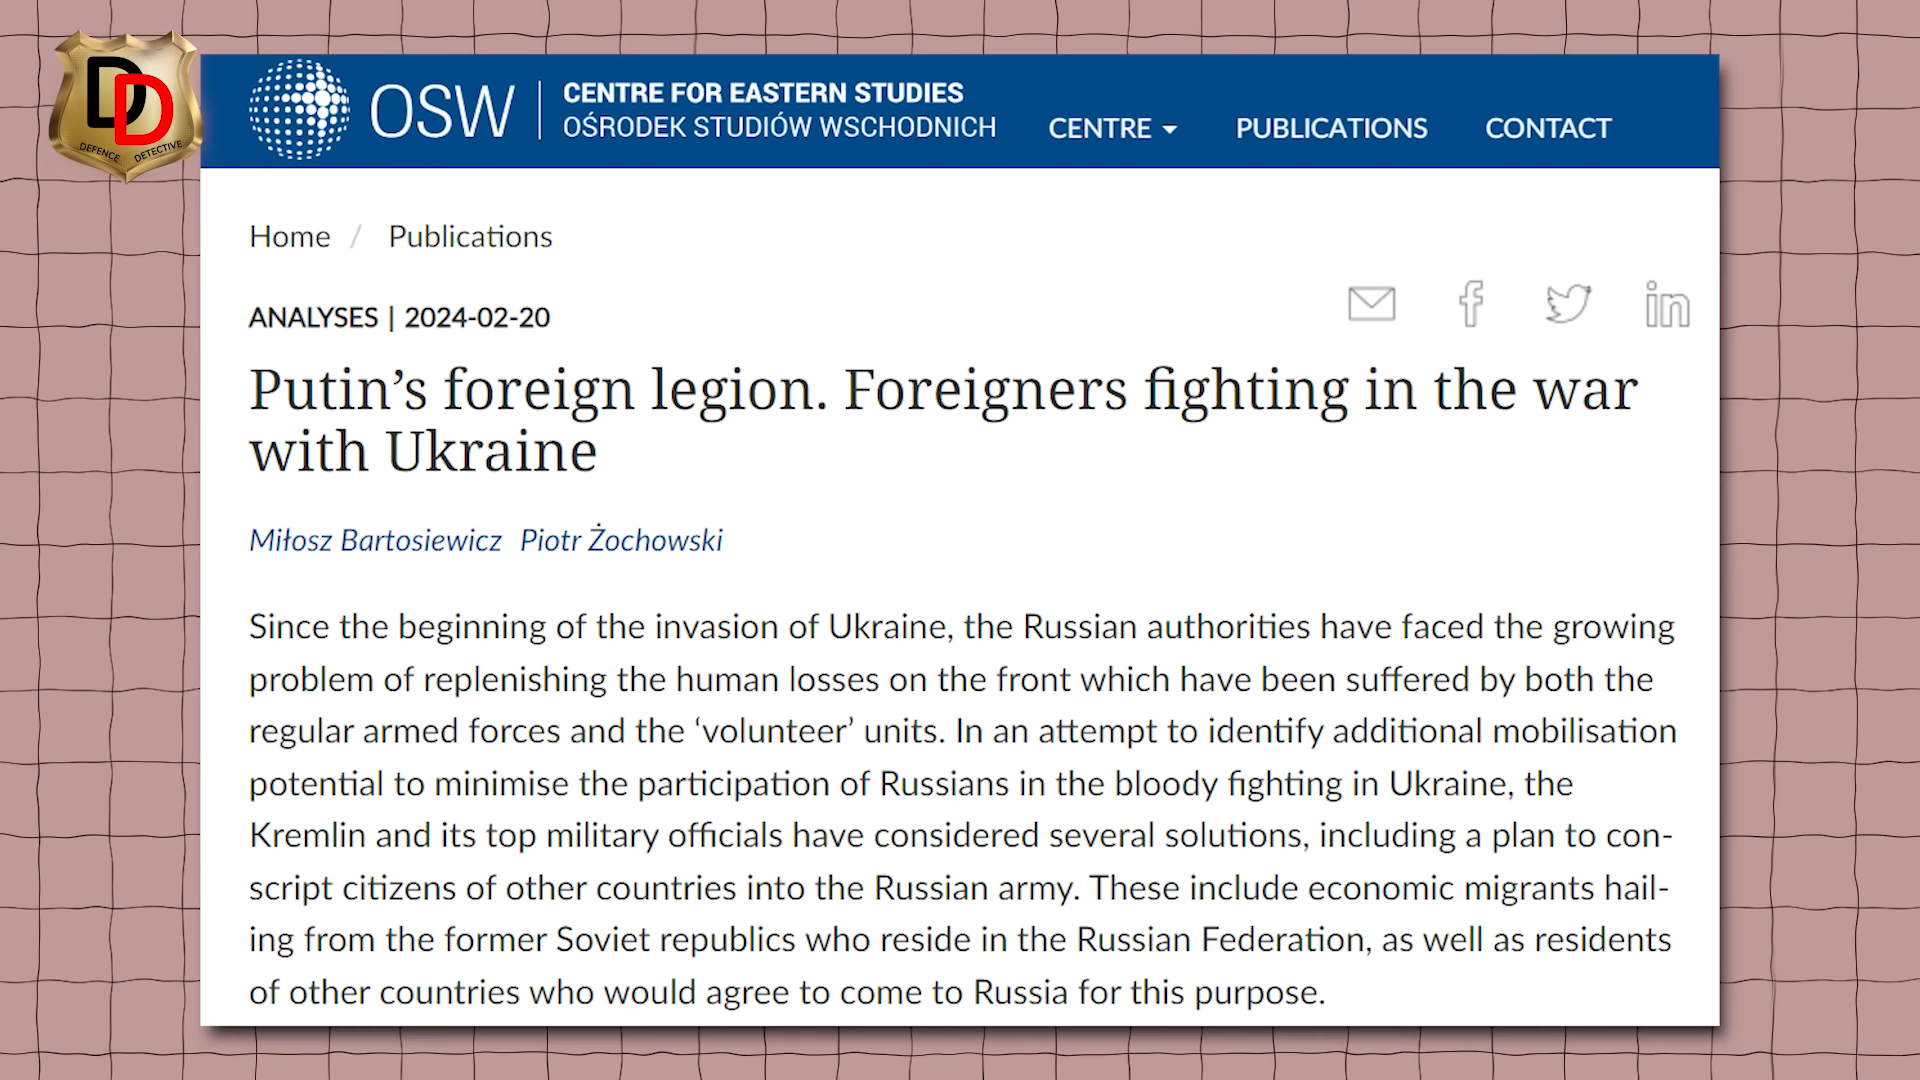 DD
DEFENCE DETECTIVE
OSW
CENTRE FOR EASTERN STUDIES
OŚRODEK STUDIÓW WSCHODNICH
CENTRE
PUBLICATIONS
CONTACT
Home / Publications
ANALYSES | 2024-02-20
Putin’s foreign legion. Foreigners fighting in the war
with Ukraine
Miłosz Bartosiewicz Piotr Żochowski
Since the beginning of the invasion of Ukraine, the Russian authorities have faced the growing
problem of replenishing the human losses on the front which have been suffered by both the
regular armed forces and the ‘volunteer’ units. In an attempt to identify additional mobilisation
potential to minimise the participation of Russians in the bloody fighting in Ukraine, the
Kremlin and its top military officials have considered several solutions, including a plan to con-
script citizens of other countries into the Russian army. These include economic migrants hail-
ing from the former Soviet republics who reside in the Russian Federation, as well as residents
of other countries who would agree to come to Russia for this purpose.